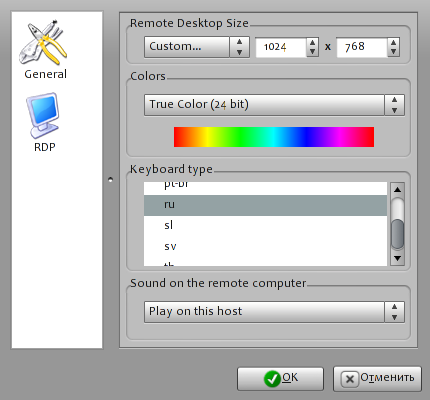 General
RDP
Remote Desktop Size
Custom... 1024 x 768
Colors
True Color (24 bit)
Keyboard type
pt-br
ru
sl
sv
th
Sound on the remote computer
Play on this host
OK Отменить